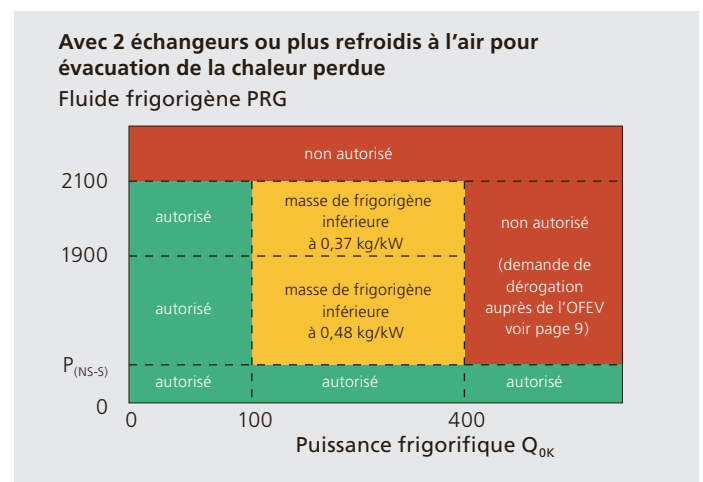 Avec 2 échangeurs ou plus refroidis à l'air pour
évacuation de la chaleur perdue
Fluide frigorigène PRG
non autorisé
2100
autorisé
masse de frigorigène
inférieure
à 0,37 kg/kW
non autorisé
(demande de
dérogation
auprès de l'OFEV
voir page 9)
1900
autorisé
masse de frigorigène
inférieure
à 0,48 kg/kW
P(NS-S)
autorisé
autorisé
autorisé
0
0
100
400
Puissance frigorifique Q0K